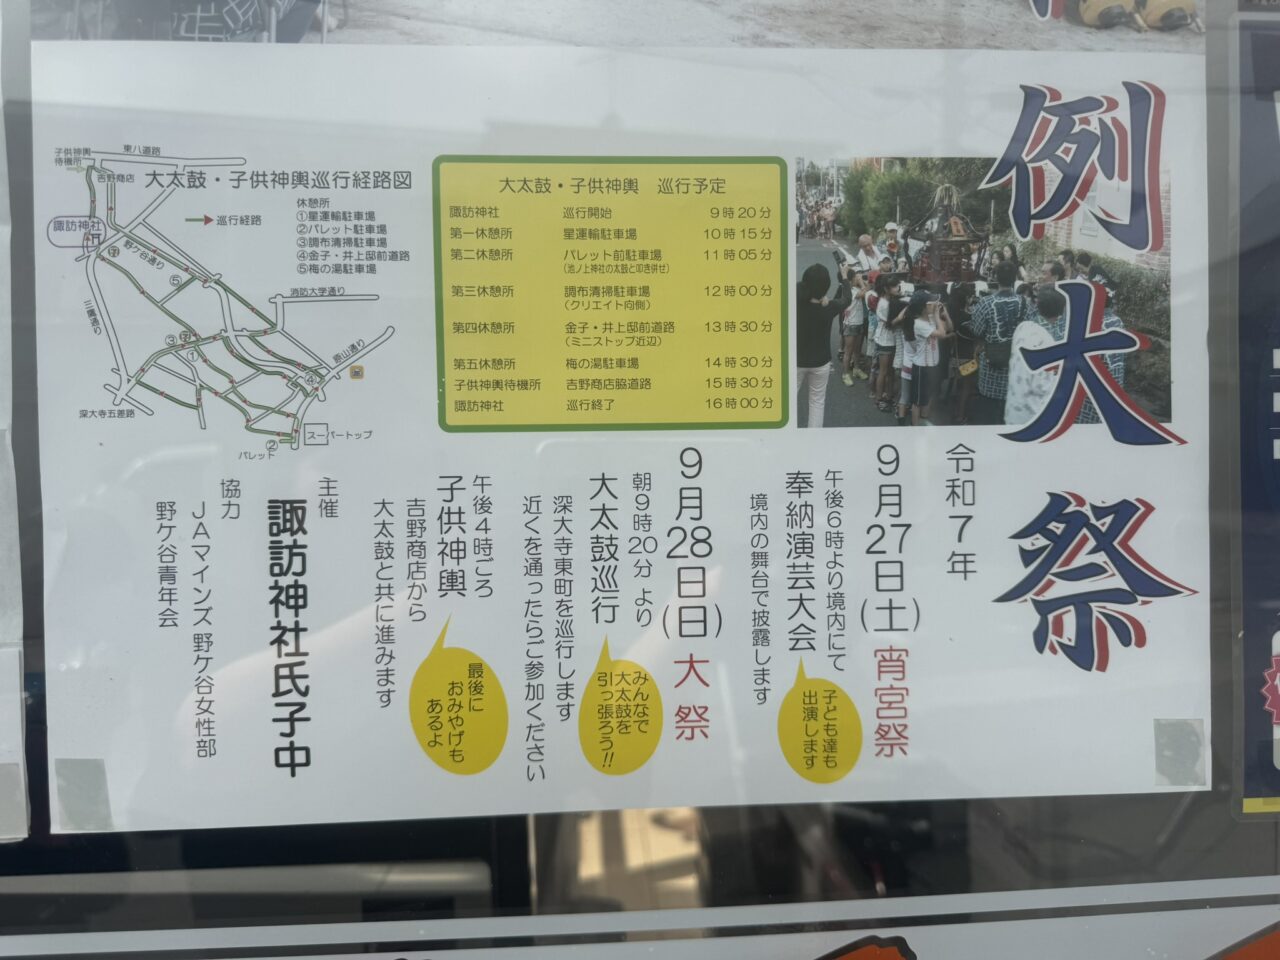 例大祭
令和7年
9月27日(土) 宵宮祭
午後6時より境内にて
奉納演芸大会
境内の舞台で披露します
子ども達も
出演します
9月28日(日) 大祭
朝9時20分 より
大太鼓巡行
深大寺東町を巡行します
近くを通ったらご参加ください
みんなで
大太鼓を
引っ張ろう!!
午後4時ごろ
子供神輿
吉野商店から
大太鼓と共に進みます
最後に
おみやげも
あるよ
主催
諏訪神社氏子中
協力
JAマインズ 野ケ谷女性部
野ケ谷青年会
大太鼓・子供神輿 巡行予定
諏訪神社 巡行開始 9時20分
第一休憩所 星運輸駐車場 10時15分
第二休憩所 パレット前駐車場 11時05分
(池ノ上神社の太鼓と叩き併せ)
第三休憩所 調布清掃駐車場 12時00分
(クリエイト向側)
第四休憩所 金子・井上邸前道路 13時30分
(ミニストップ近辺)
第五休憩所 梅の湯駐車場 14時30分
子供神輿待機所 吉野商店脇道路 15時30分
諏訪神社 巡行終了 16時00分
大太鼓・子供神輿巡行経路図
巡行経路
休憩所
①星運輸駐車場
②パレット駐車場
③調布清掃駐車場
④金子・井上邸前道路
⑤梅の湯駐車場
子供神輿
待機所
東八道路
吉野商店
諏訪神社
野ケ谷通り
三鷹通り
消防大学通り
原山通り
⑤
③
①
④
②
深大寺五差路
スーパートップ
パレット